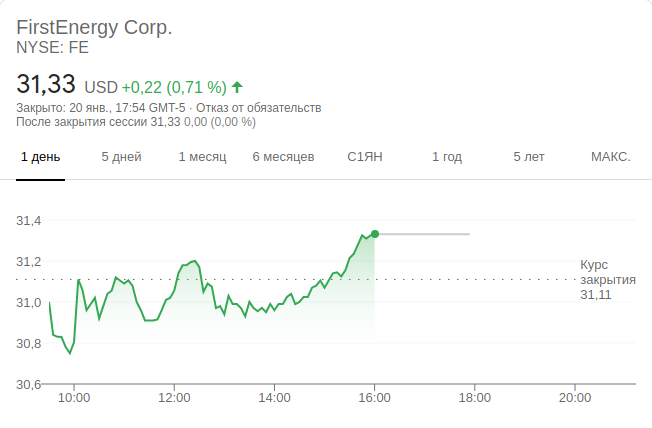 FirstEnergy Corp.
NYSE: FE
31,33 USD +0,22 (0,71 %)
Закрыто: 20 янв., 17:54 GMT-5 · Отказ от обязательств
После закрытия сессии 31,33 0,00 (0,00 %)
1 день 5 дней 1 месяц 6 месяцев С1ЯН 1 год 5 лет МАКС.
31,4
31,2
31,0
30,8
30,6
Курс
закрытия
31,11
10:00 12:00 14:00 16:00 18:00 20:00